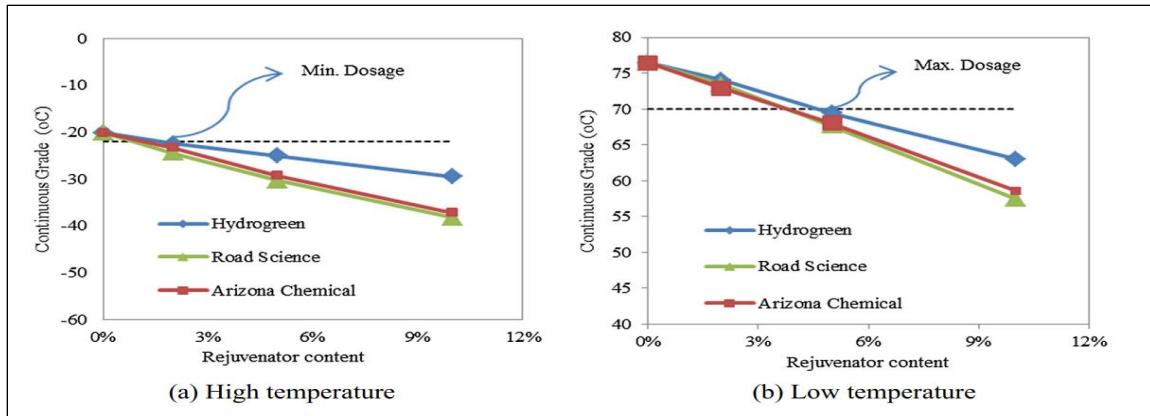 0
-10
-20
-30
-40
-50
-60
Continuous Grade (oC)
Min. Dosage
Hydrogreen
Road Science
Arizona Chemical
0%
3%
6%
9%
12%
Rejuvenator content
(a) High temperature
80
75
70
65
60
55
50
45
40
Continuous Grade (oC)
Max. Dosage
Hydrogreen
Road Science
Arizona Chemical
0%
3%
6%
9%
12%
Rejuvenator content
(b) Low temperature